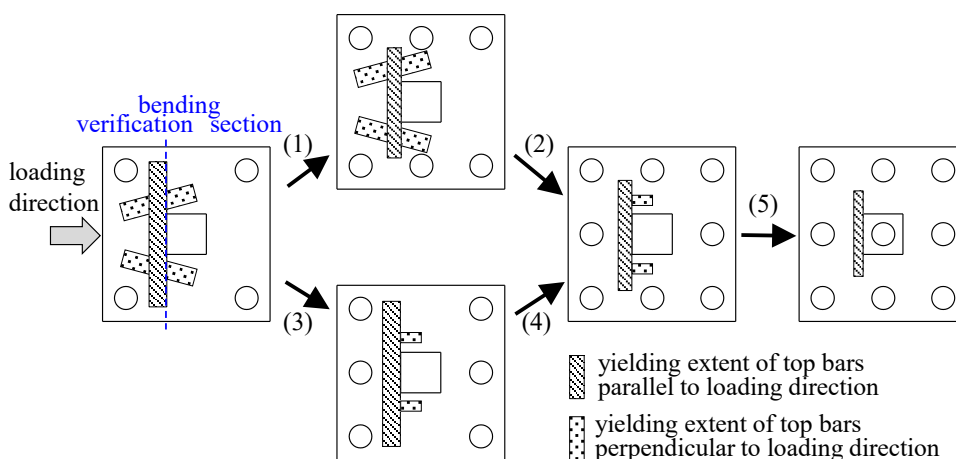 bending
verification section
loading
direction
(1)
(2)
(3)
(4)
(5)
yielding extent of top bars
parallel to loading direction
yielding extent of top bars
perpendicular to loading direction